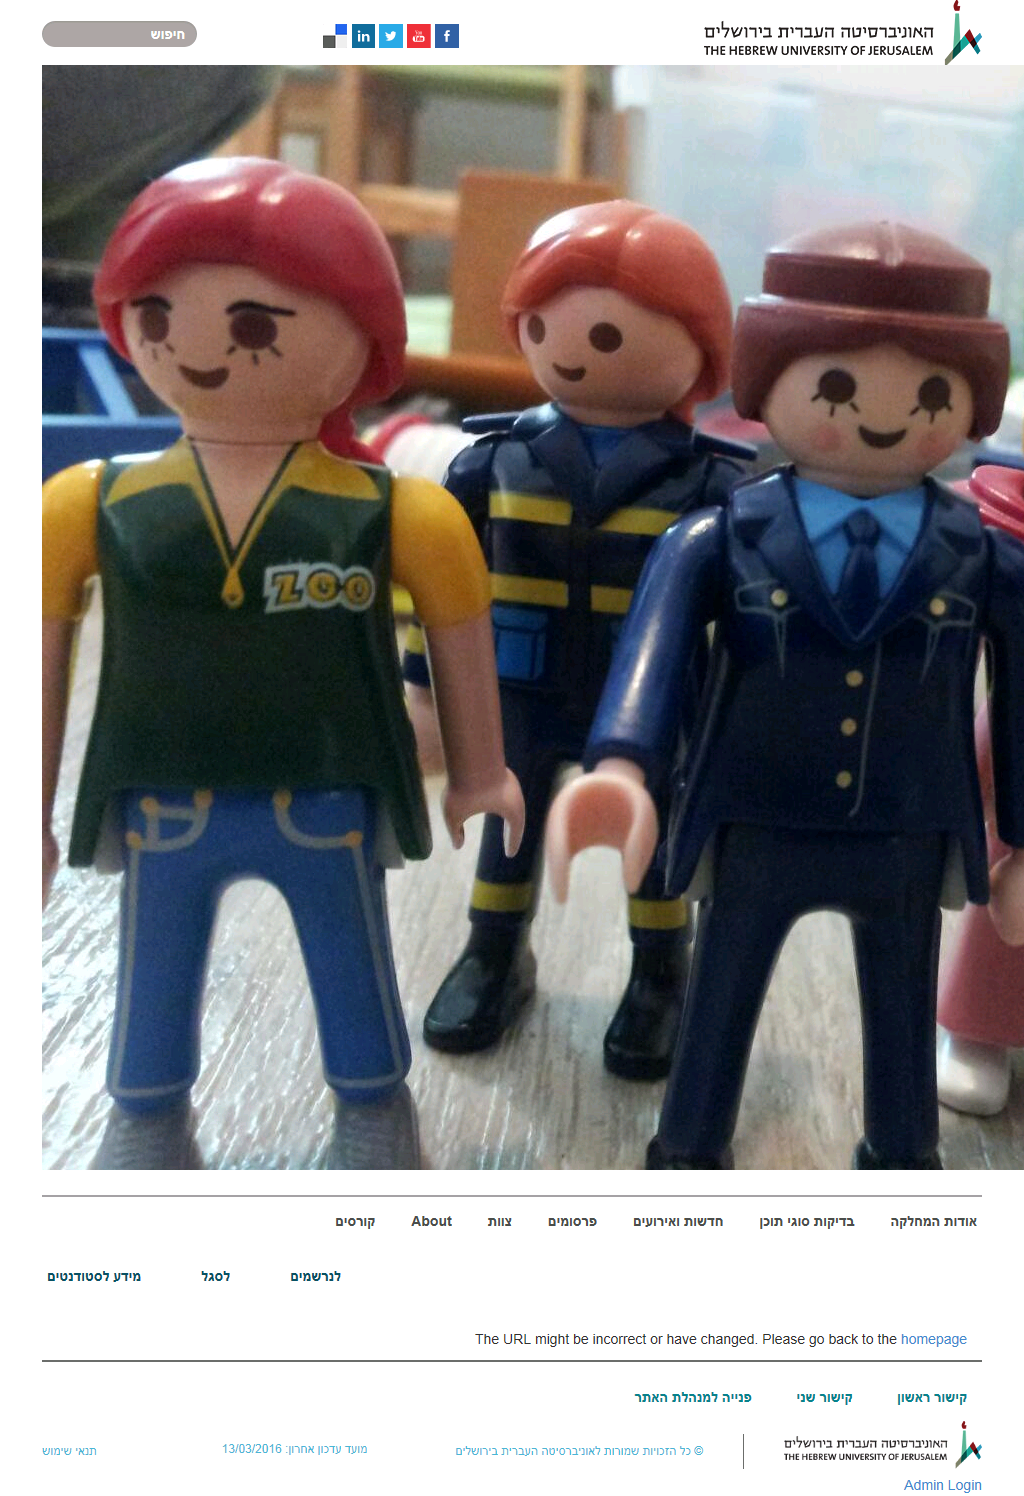 חיפוש
האוניברסיטה העברית בירושלים
THE HEBREW UNIVERSITY OF JERUSALEM
ZOO
אודות המחלקה
בדיקות סוגי תוכן
חדשות ואירועים
פרסומים
צוות
About
קורסים
לנרשמים
לסגל
מידע לסטודנטים
The URL might be incorrect or have changed. Please go back to the homepage
קישור ראשון
קישור שני
פנייה למנהלת האתר
האוניברסיטה העברית בירושלים
THE HEBREW UNIVERSITY OF JERUSALEM
© כל הזכויות שמורות לאוניברסיטה העברית בירושלים
מועד עדכון אחרון: 13/03/2016
תנאי שימוש
Admin Login